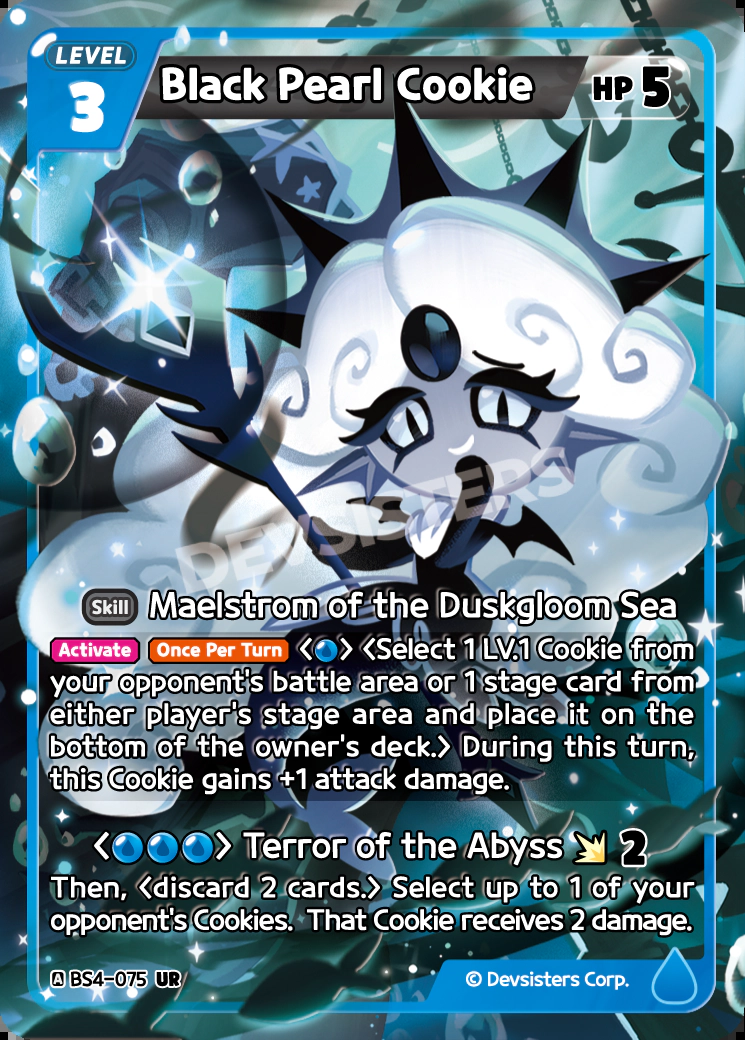 LEVEL
3
Black Pearl Cookie
HP 5
DEVSISTERS
Skill Maelstrom of the Duskgloom Sea
Activate Once Per Turn 〈 〉 〈Select 1 LV.1 Cookie from
your opponent's battle area or 1 stage card from
either player's stage area and place it on the
bottom of the owner's deck.〉 During this turn,
this Cookie gains +1 attack damage.
〈 〉 Terror of the Abyss 2
Then, 〈discard 2 cards.〉 Select up to 1 of your
opponent's Cookies. That Cookie receives 2 damage.
A BS4-075 UR
© Devsisters Corp.